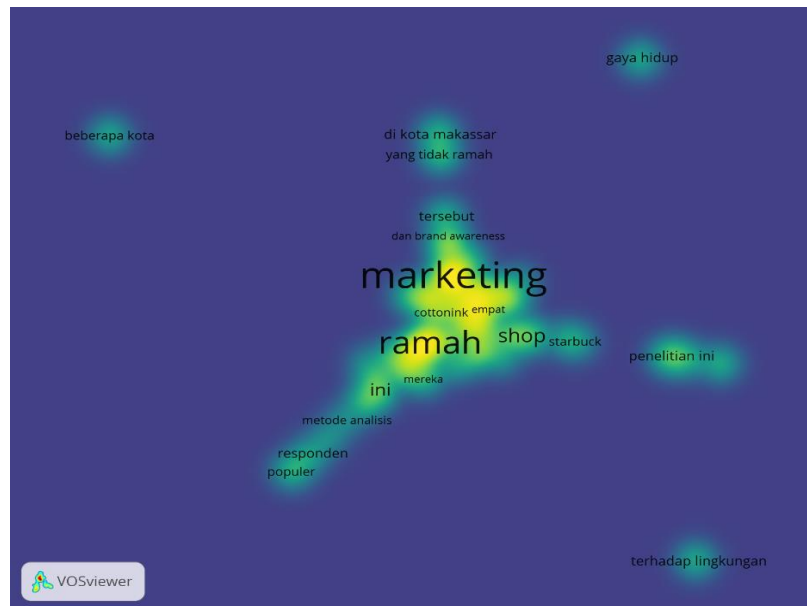 gaya hidup
beberapa kota
di kota makassar
yang tidak ramah
tersebut
dan brand awareness
marketing
cottonink empat
ramah shop starbuck
penelitian ini
mereka
ini
metode analisis
responden
populer
terhadap lingkungan
VOSviewer